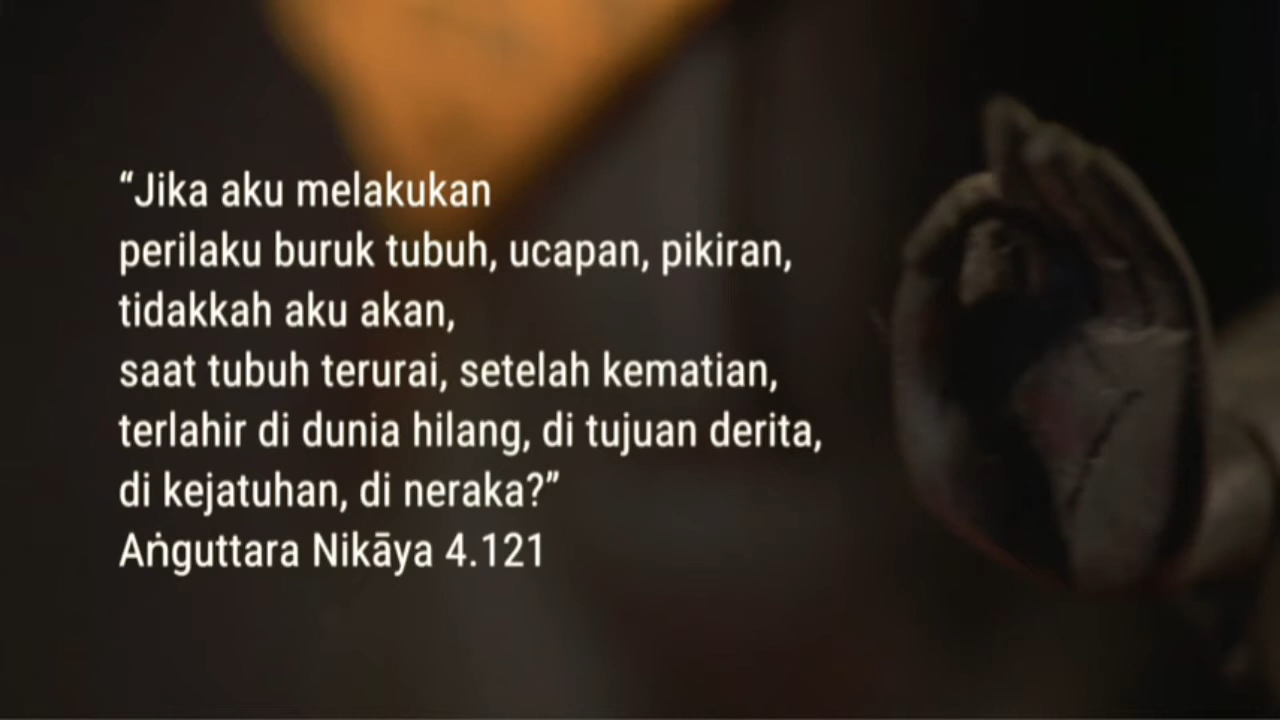 “Jika aku melakukan
perilaku buruk tubuh, ucapan, pikiran,
tidakkah aku akan,
saat tubuh terurai, setelah kematian,
terlahir di dunia hilang, di tujuan derita,
di kejatuhan, di neraka?”
Aṅguttara Nikāya 4.121